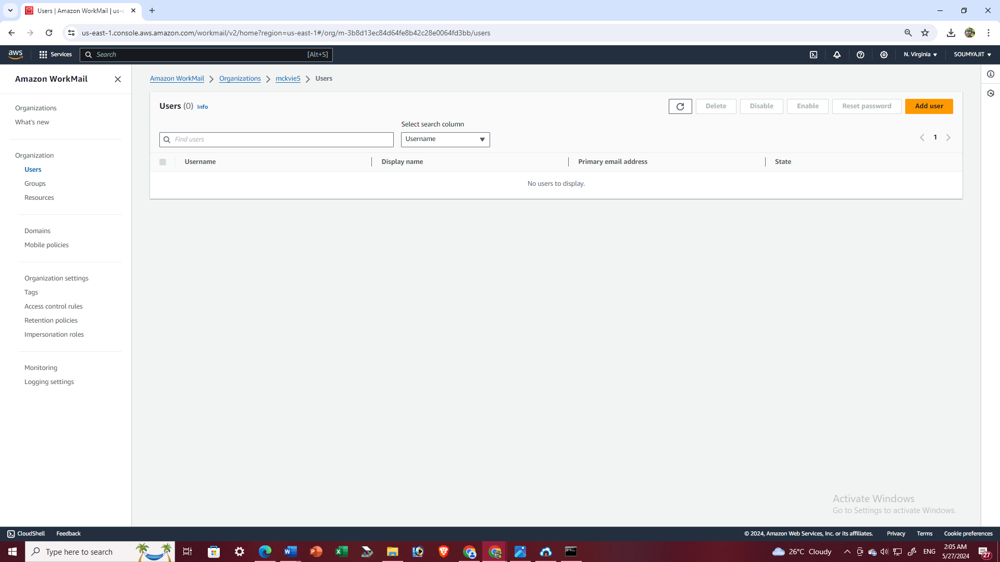 Users | Amazon WorkMail | us-e
us-east-1.console.aws.amazon.com/workmail/v2/home?region=us-east-1#/org/m-3b8d13ec84d64fe8b42c28e0064fd3bb/users
aws
Services
Search
[Alt+S]
N. Virginia
SOUMYAJIT
Amazon WorkMail
Organizations
What's new
Organization
Users
Groups
Resources
Domains
Mobile policies
Organization settings
Tags
Access control rules
Retention policies
Impersonation roles
Monitoring
Logging settings
Amazon WorkMail > Organizations > mckvie5 > Users
Users (0) Info
Delete
Disable
Enable
Reset password
Add user
Select search column
Find users
Username
1
Username
Display name
Primary email address
State
No users to display.
Activate Windows
Go to Settings to activate Windows.
CloudShell
Feedback
© 2024, Amazon Web Services, Inc. or its affiliates.
Privacy
Terms
Cookie preferences
Type here to search
26°C Cloudy
ENG
2:05 AM
5/27/2024
27